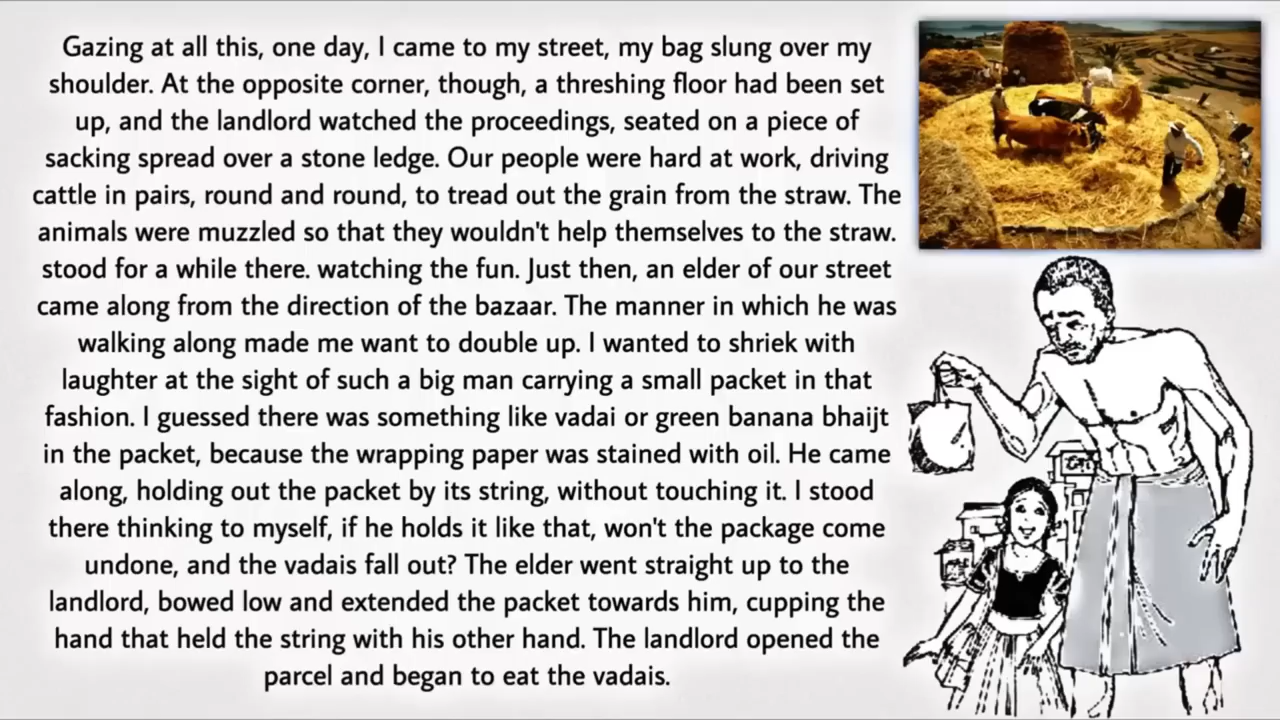 Gazing at all this, one day, I came to my street, my bag slung over my
shoulder. At the opposite corner, though, a threshing floor had been set
up, and the landlord watched the proceedings, seated on a piece of
sacking spread over a stone ledge. Our people were hard at work, driving
cattle in pairs, round and round, to tread out the grain from the straw. The
animals were muzzled so that they wouldn't help themselves to the straw.
stood for a while there. watching the fun. Just then, an elder of our street
came along from the direction of the bazaar. The manner in which he was
walking along made me want to double up. I wanted to shriek with
laughter at the sight of such a big man carrying a small packet in that
fashion. I guessed there was something like vadai or green banana bhaijt
in the packet, because the wrapping paper was stained with oil. He came
along, holding out the packet by its string, without touching it. I stood
there thinking to myself, if he holds it like that, won't the package come
undone, and the vadais fall out? The elder went straight up to the
landlord, bowed low and extended the packet towards him, cupping the
hand that held the string with his other hand. The landlord opened the
parcel and began to eat the vadais.